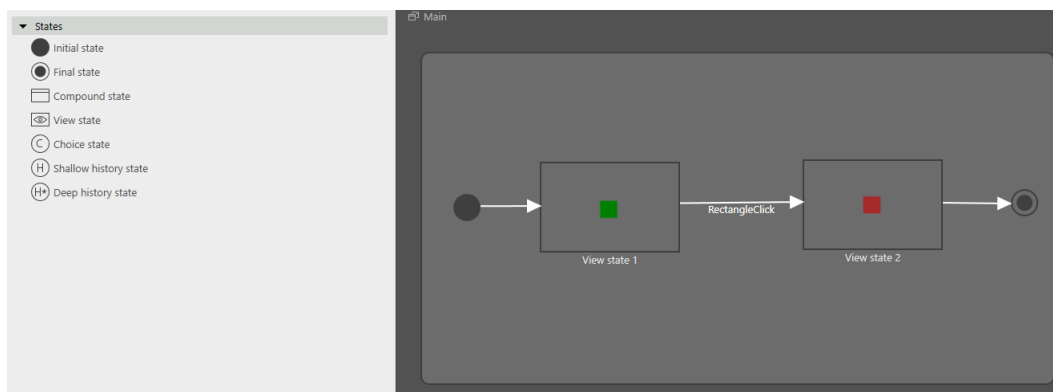 States
Initial state
Final state
Compound state
View state
C Choice state
H Shallow history state
H* Deep history state
Main
RectangleClick
View state 1
View state 2